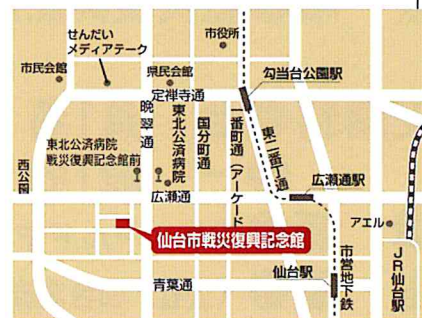 せんだい
メディアテーク
市役所
市民会館
県民会館
勾当台公園駅
定禅寺通
晩翠通
東北公済病院
国分町通
一番町通（アーケード
東二番丁通
東北公済病院
戦災復興記念館前
西公園
広瀬通
広瀬通駅
アエル
仙台市戦災復興記念館
仙台駅
市営地下鉄
JR仙台駅
青葉通